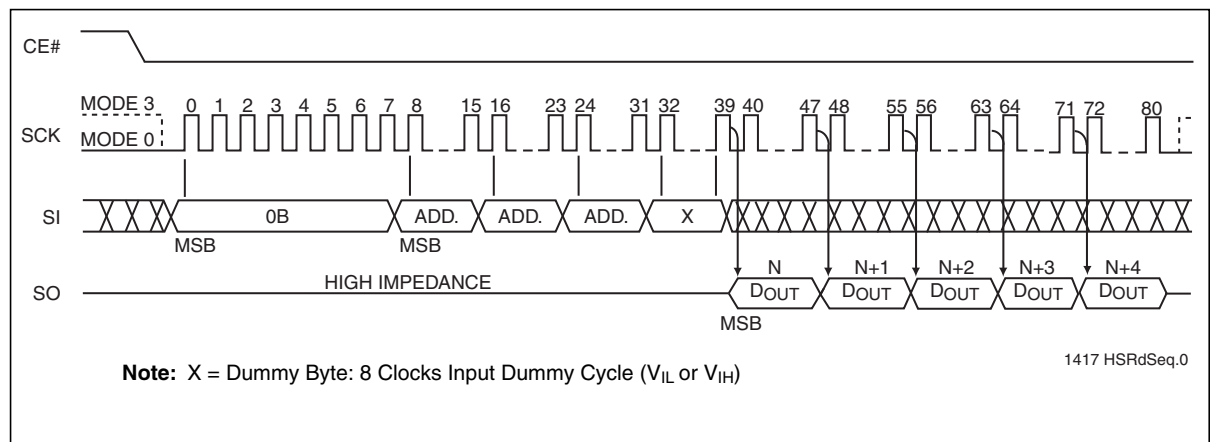 CE#
MODE 3 0 1 2 3 4 5 6 7 8 15 16 23 24 31 32 39 40 47 48 55 56 63 64 71 72 80
SCK MODE 0
SI 0B ADD. ADD. ADD. X
MSB MSB
N N+1 N+2 N+3 N+4
SO HIGH IMPEDANCE DOUT DOUT DOUT DOUT DOUT
MSB
1417 HSRdSeq.0
Note: X = Dummy Byte: 8 Clocks Input Dummy Cycle (VIL or VIH)